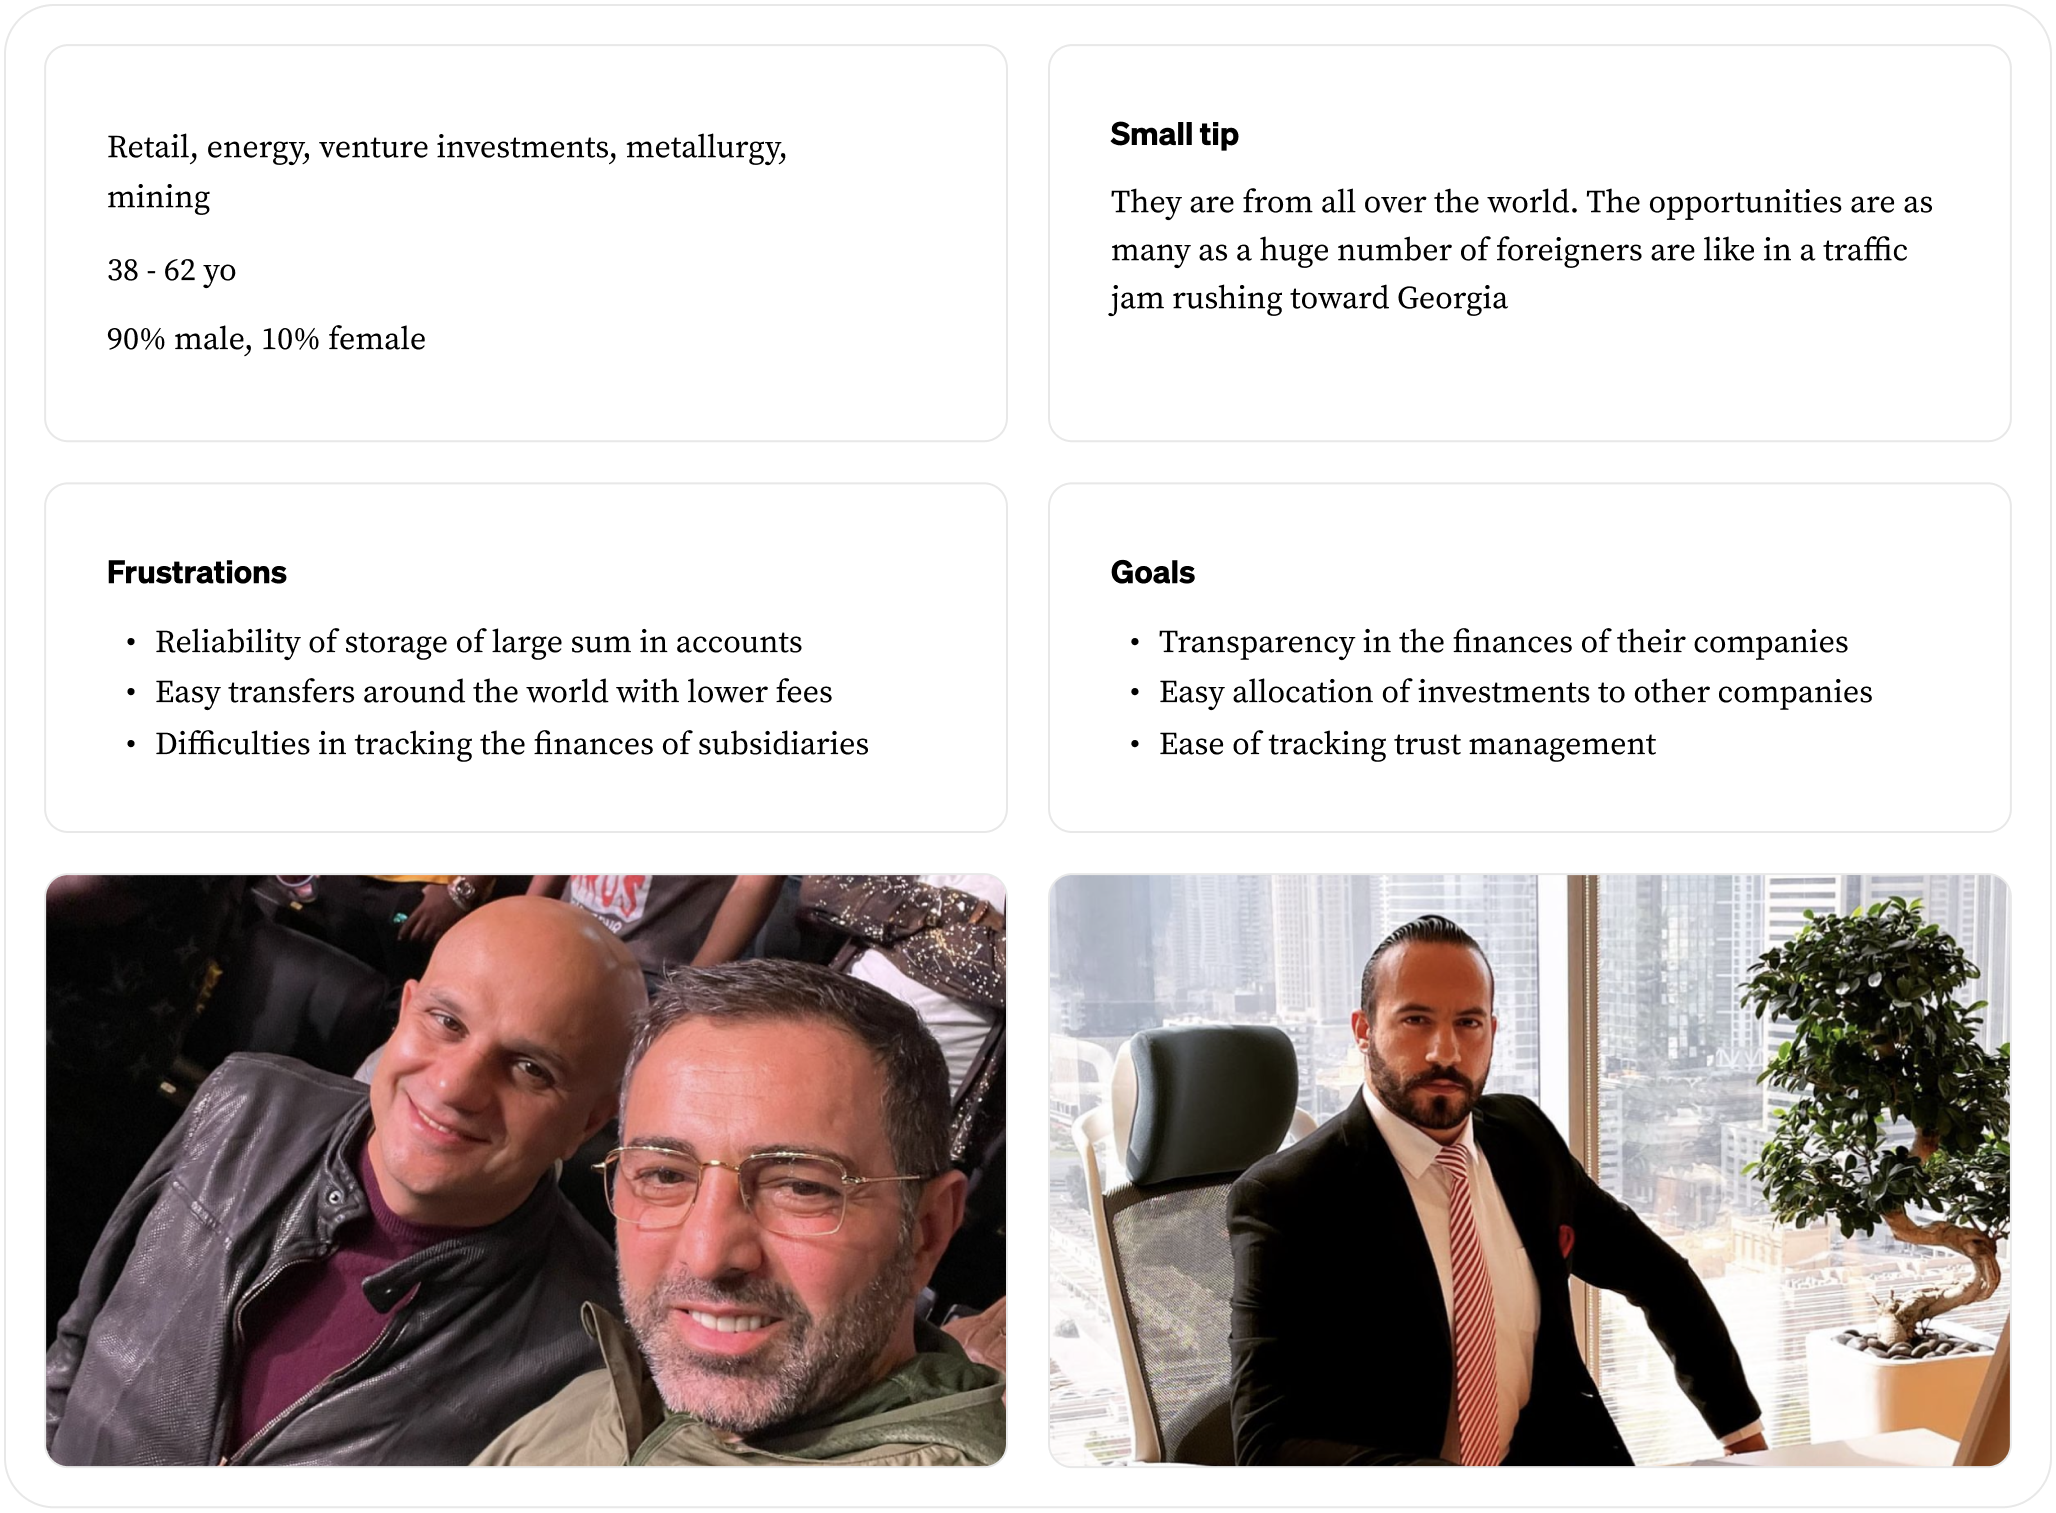 Retail, energy, venture investments, metallurgy,
mining
38 - 62 yo
90% male, 10% female
Small tip
They are from all over the world. The opportunities are as
many as a huge number of foreigners are like in a traffic
jam rushing toward Georgia
Frustrations
• Reliability of storage of large sum in accounts
• Easy transfers around the world with lower fees
• Difficulties in tracking the finances of subsidiaries
Goals
• Transparency in the finances of their companies
• Easy allocation of investments to other companies
• Ease of tracking trust management